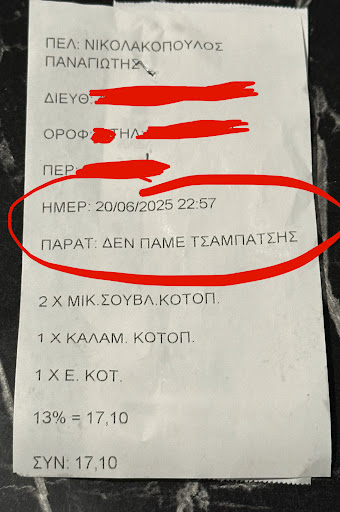 ΠΕΛ: ΝΙΚΟΛΑΚΟΠΟΥΛΟΣ
ΠΑΝΑΓΙΩΤΗΣ
ΔΙΕΥΘ:
ΟΡΟΦ: ΤΗΛ:
ΠΕΡ:
ΗΜΕΡ: 20/06/2025 22:57
ΠΑΡΑΤ: ΔΕΝ ΠΑΜΕ ΤΣΑΜΠΑΤΣΗΣ
2 X ΜΙΚ.ΣΟΥΒΛ.ΚΟΤΟΠ.
1 X ΚΑΛΑΜ. ΚΟΤΟΠ.
1 X Ε. ΚΟΤ.
13% = 17,10
ΣΥΝ: 17,10